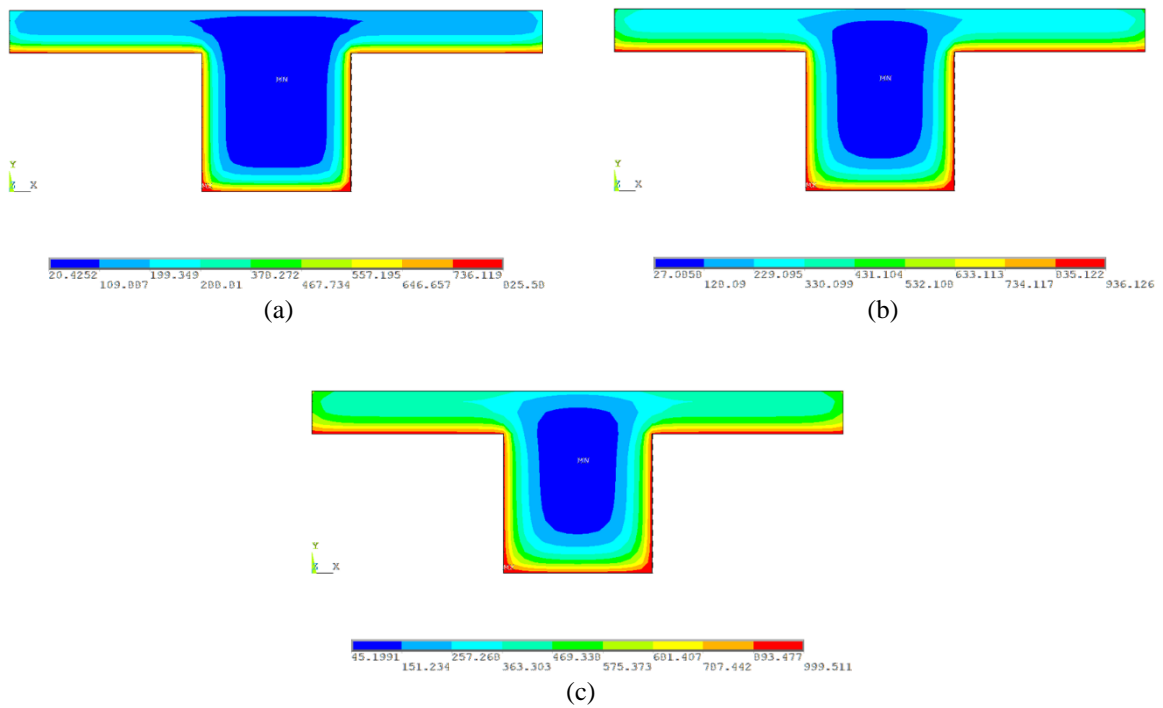 MN
MX
Y
Z X
20.4252 199.349 378.272 557.195 736.119
109.887 288.81 467.734 646.657 825.58
(a)
MN
MX
Y
Z X
27.0858 229.095 431.104 633.113 835.122
128.09 330.099 532.108 734.117 936.126
(b)
MN
MX
Y
Z X
45.1991 257.268 469.338 681.407 893.477
151.234 363.303 575.373 787.442 999.511
(c)